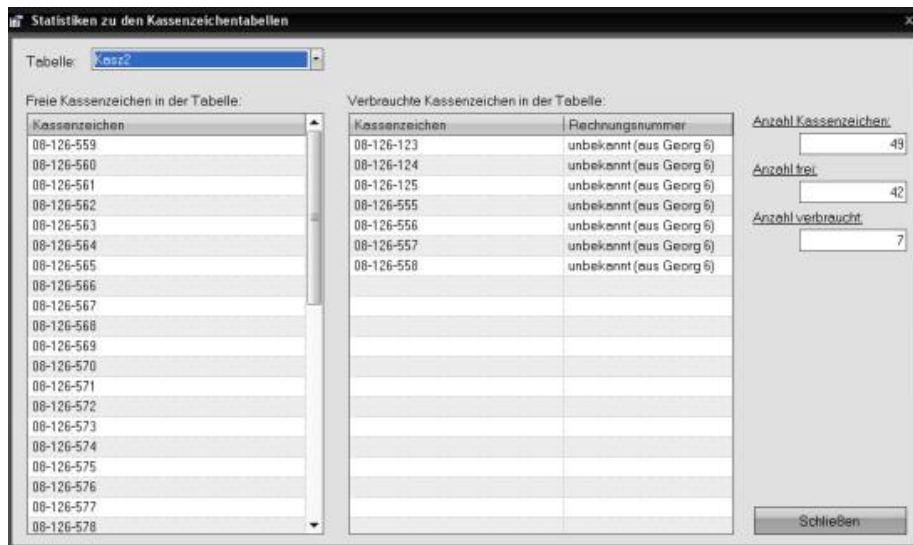 Statistiken zu den Kassenzeichentabellen
Tabelle: Kasz2
Freie Kassenzeichen in der Tabelle:
Kassenzeichen
08-126-559
08-126-560
08-126-561
08-126-562
08-126-563
08-126-564
08-126-565
08-126-566
08-126-567
08-126-568
08-126-569
08-126-570
08-126-571
08-126-572
08-126-573
08-126-574
08-126-575
08-126-576
08-126-577
08-126-578
Verbrauchte Kassenzeichen in der Tabelle:
Kassenzeichen Rechnungsnummer
08-126-123 unbekannt (aus Georg 6)
08-126-124 unbekannt (aus Georg 6)
08-126-125 unbekannt (aus Georg 6)
08-126-555 unbekannt (aus Georg 6)
08-126-556 unbekannt (aus Georg 6)
08-126-557 unbekannt (aus Georg 6)
08-126-558 unbekannt (aus Georg 6)
Anzahl Kassenzeichen:
49
Anzahl frei:
42
Anzahl verbraucht:
7
Schließen